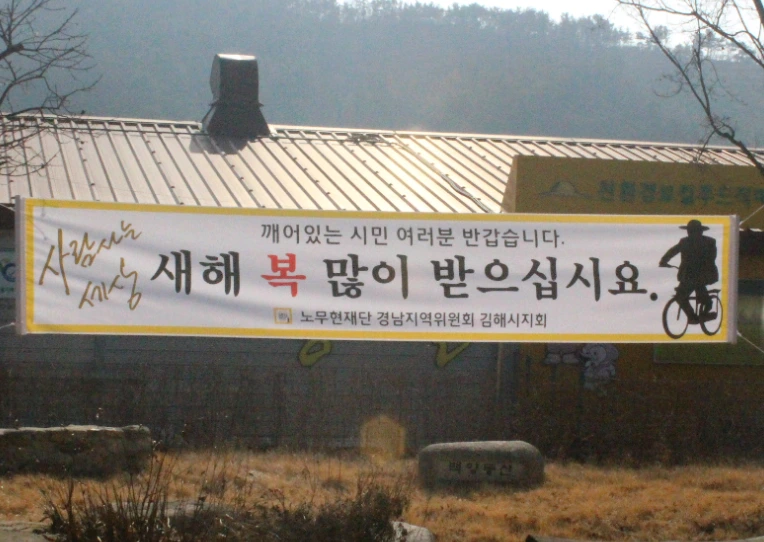 사람사는
세상
깨어있는 시민 여러분 반갑습니다.
새해 복 많이 받으십시요.
노무현재단 경남지역위원회 김해시지회